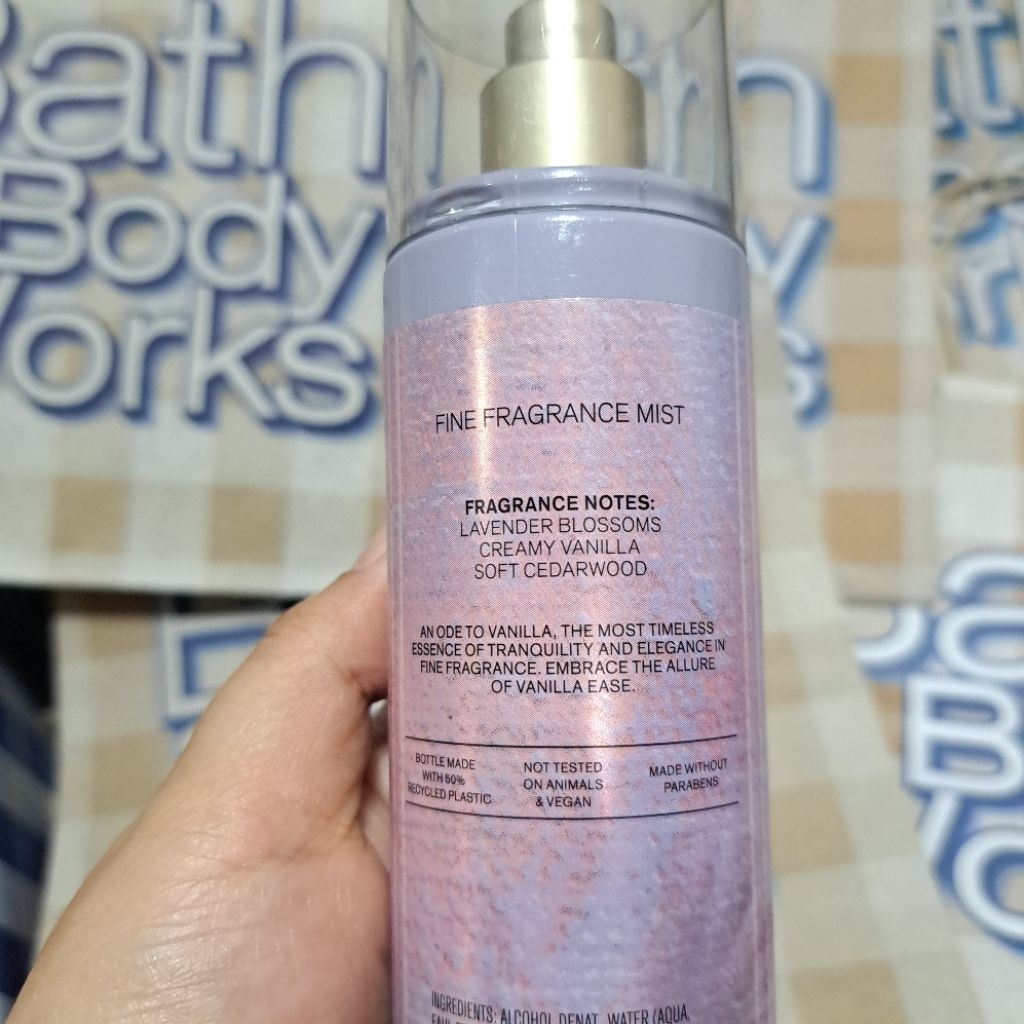 Bath
Body
Works
FINE FRAGRANCE MIST
FRAGRANCE NOTES:
LAVENDER BLOSSOMS
CREAMY VANILLA
SOFT CEDARWOOD
AN ODE TO VANILLA, THE MOST TIMELESS
ESSENCE OF TRANQUILITY AND ELEGANCE IN
FINE FRAGRANCE. EMBRACE THE ALLURE
OF VANILLA EASE.
BOTTLE MADE
WITH 50%
RECYCLED PLASTIC
NOT TESTED
ON ANIMALS
& VEGAN
MADE WITHOUT
PARABENS
INGREDIENTS: ALCOHOL DENAT., WATER (AQUA,